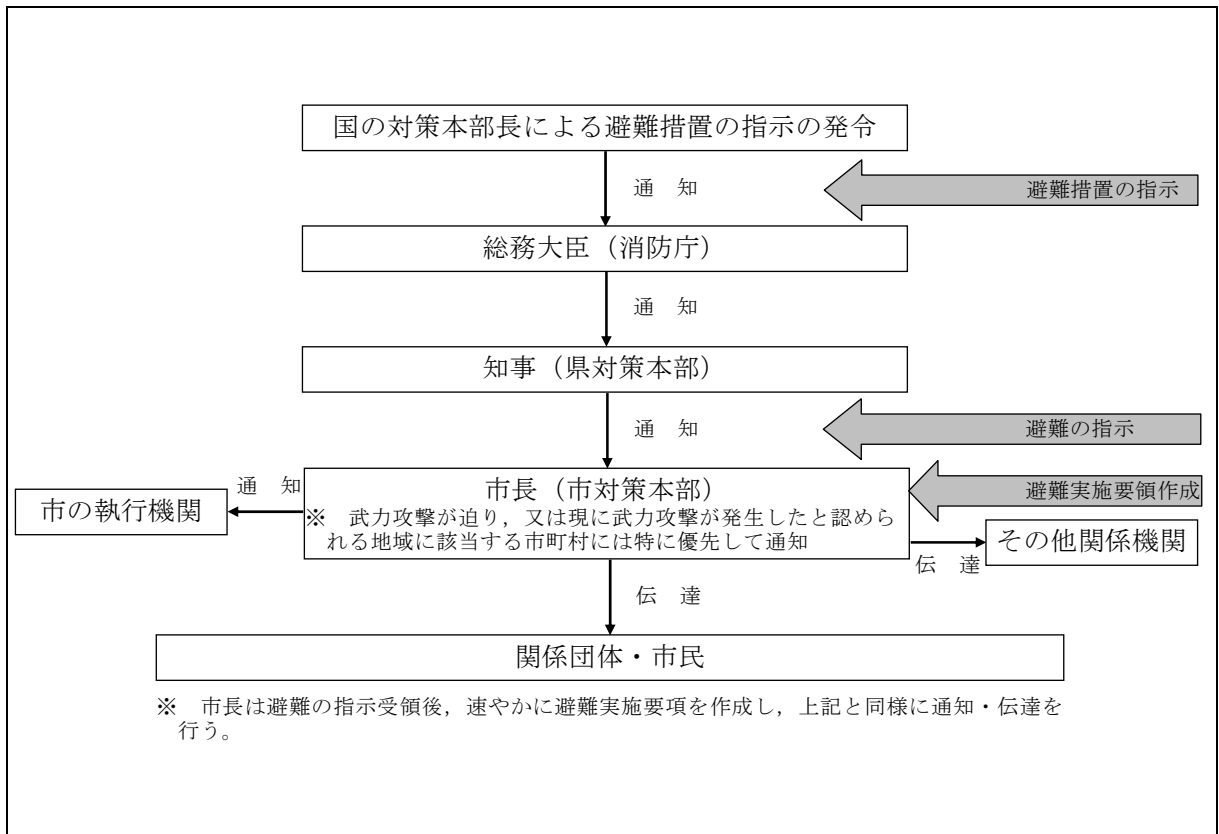 国の対策本部長による避難措置の指示の発令
通　知
避難措置の指示
総務大臣（消防庁）
通　知
知事（県対策本部）
通　知
避難の指示
市長（市対策本部）
※　武力攻撃が迫り，又は現に武力攻撃が発生したと認めら
れる地域に該当する市町村には特に優先して通知
避難実施要領作成
通　知
市の執行機関
その他関係機関
伝　達
伝　達
関係団体・市民
※　市長は避難の指示受領後，速やかに避難実施要項を作成し，上記と同様に通知・伝達を
行う。